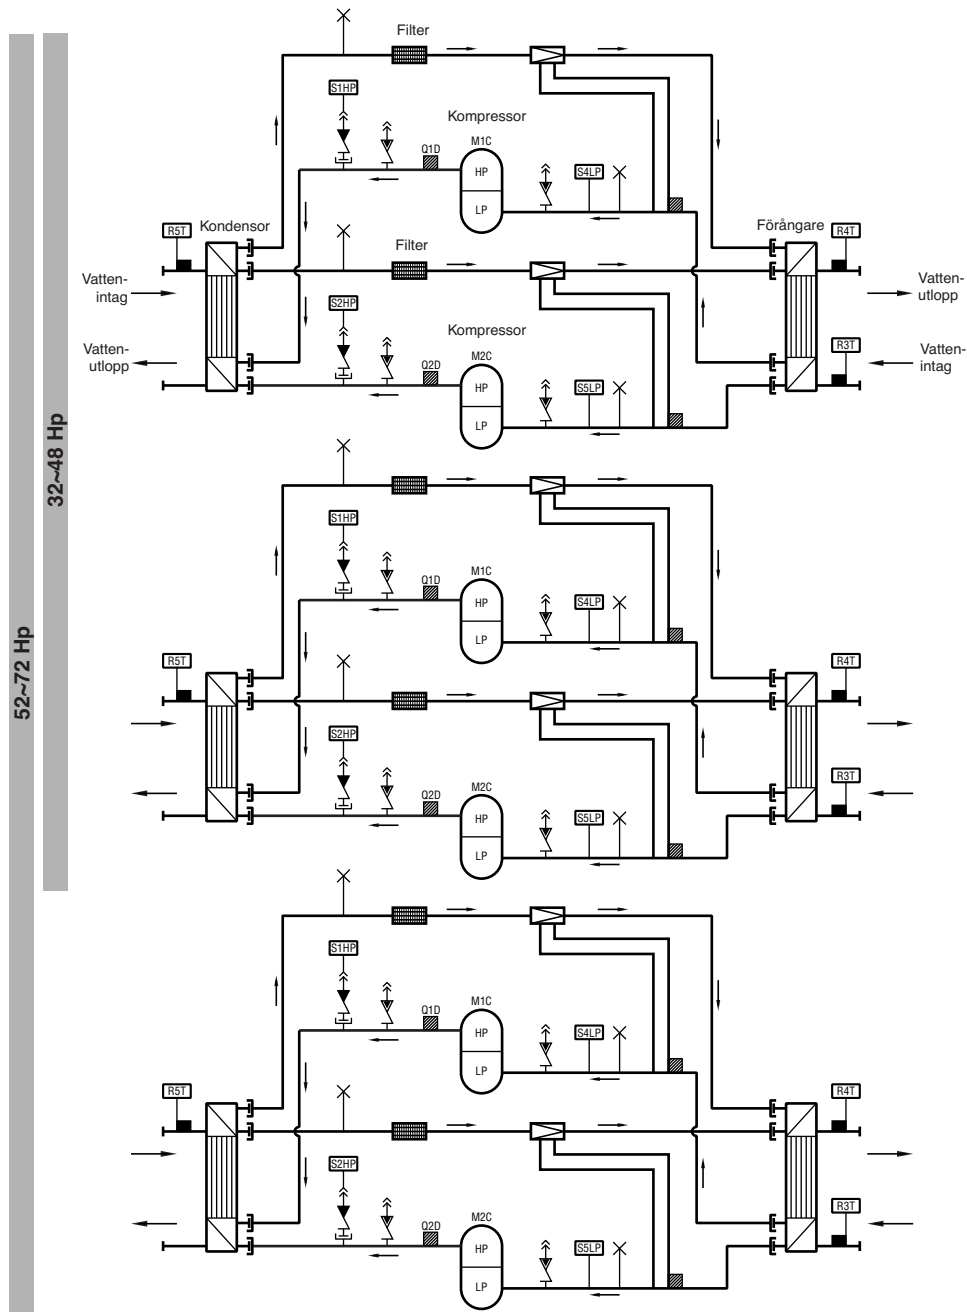 52~72 Hp
32~48 Hp
Filter
S1HP
Kompressor
Q1D
M1C
HP
LP
S4LP
R5T
Kondensor
Filter
Förångare
R4T
Vatten-
intag
Vatten-
utlopp
S2HP
Kompressor
Vatten-
utlopp
Q2D
M2C
HP
LP
S5LP
R3T
Vatten-
intag
S1HP
Q1D
M1C
HP
LP
S4LP
R5T
R4T
S2HP
Q2D
M2C
HP
LP
S5LP
R3T
S1HP
Q1D
M1C
HP
LP
S4LP
R5T
R4T
S2HP
Q2D
M2C
HP
LP
S5LP
R3T